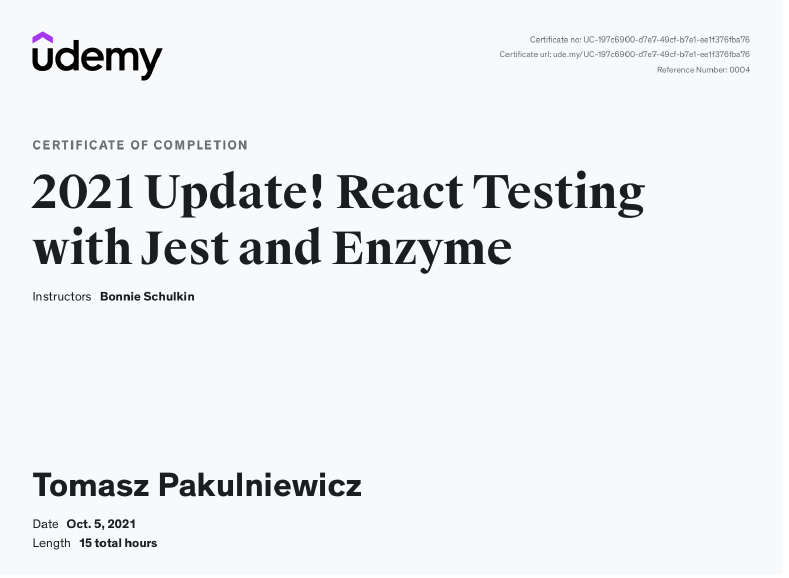 udemy
Certificate no: UC-197c6900-d7e7-49cf-b7e1-ee1f376fba76
Certificate url: ude.my/UC-197c6900-d7e7-49cf-b7e1-ee1f376fba76
Reference Number: 0004
CERTIFICATE OF COMPLETION
2021 Update! React Testing
with Jest and Enzyme
Instructors Bonnie Schulkin
Tomasz Pakulniewicz
Date Oct. 5, 2021
Length 15 total hours